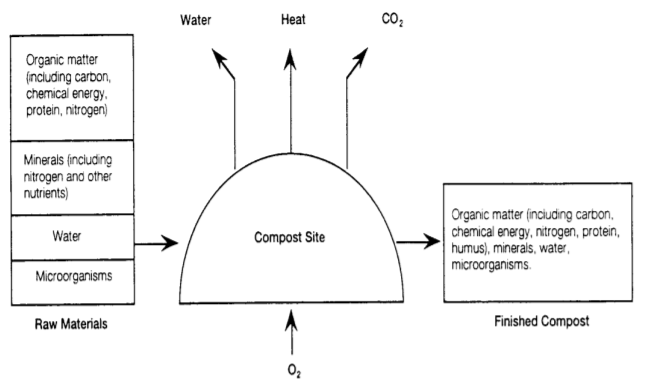 Water Heat CO₂
Organic matter
(including carbon,
chemical energy,
protein, nitrogen)
Minerals (including
nitrogen and other
nutrients)
Water
Microorganisms
Raw Materials
Compost Site
Organic matter (including carbon,
chemical energy, nitrogen, protein,
humus), minerals, water,
microorganisms.
Finished Compost
O₂